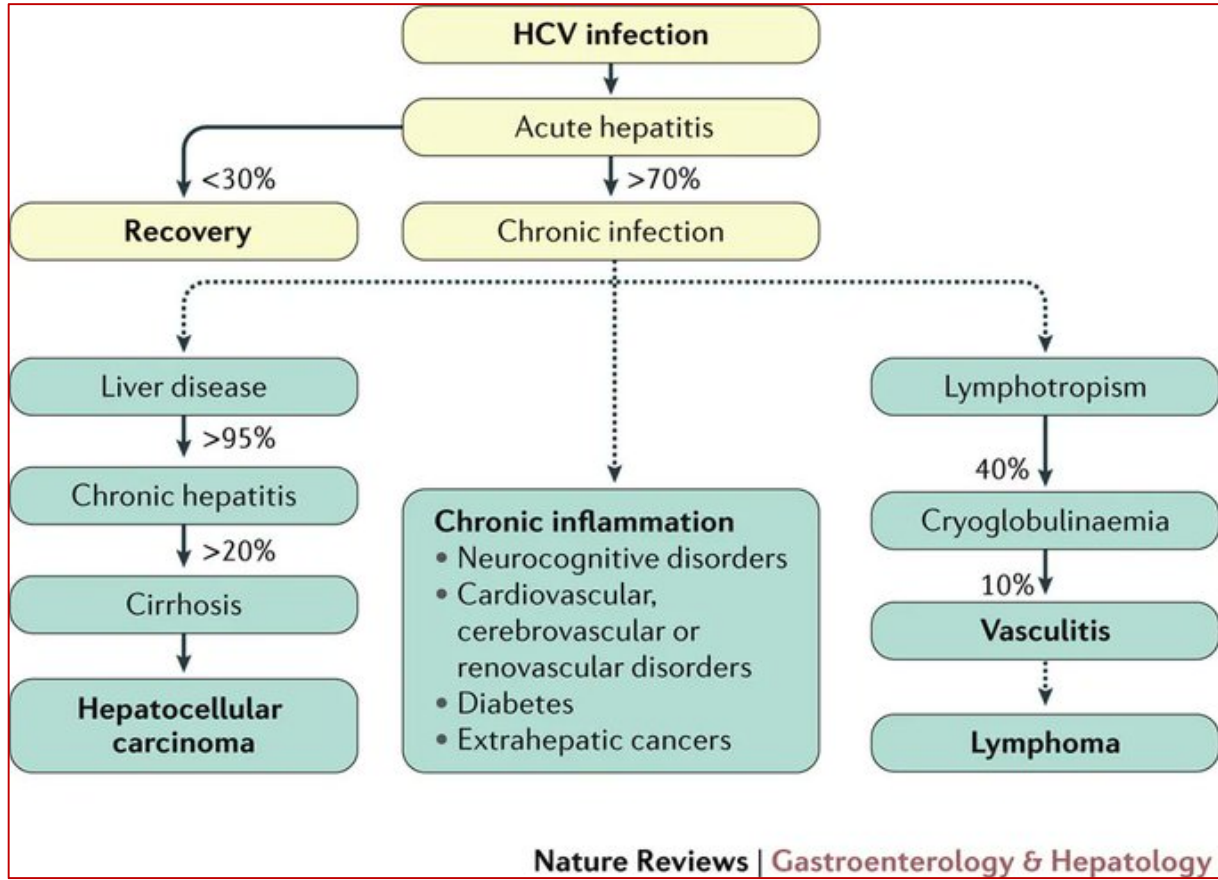 HCV infection
Acute hepatitis
<30%
>70%
Recovery
Chronic infection
Liver disease
>95%
Chronic hepatitis
>20%
Cirrhosis
Hepatocellular
carcinoma
Chronic inflammation
• Neurocognitive disorders
• Cardiovascular,
cerebrovascular or
renovascular disorders
• Diabetes
• Extrahepatic cancers
Lymphotropism
40%
Cryoglobulinaemia
10%
Vasculitis
Lymphoma
Nature Reviews | Gastroenterology & Hepatology